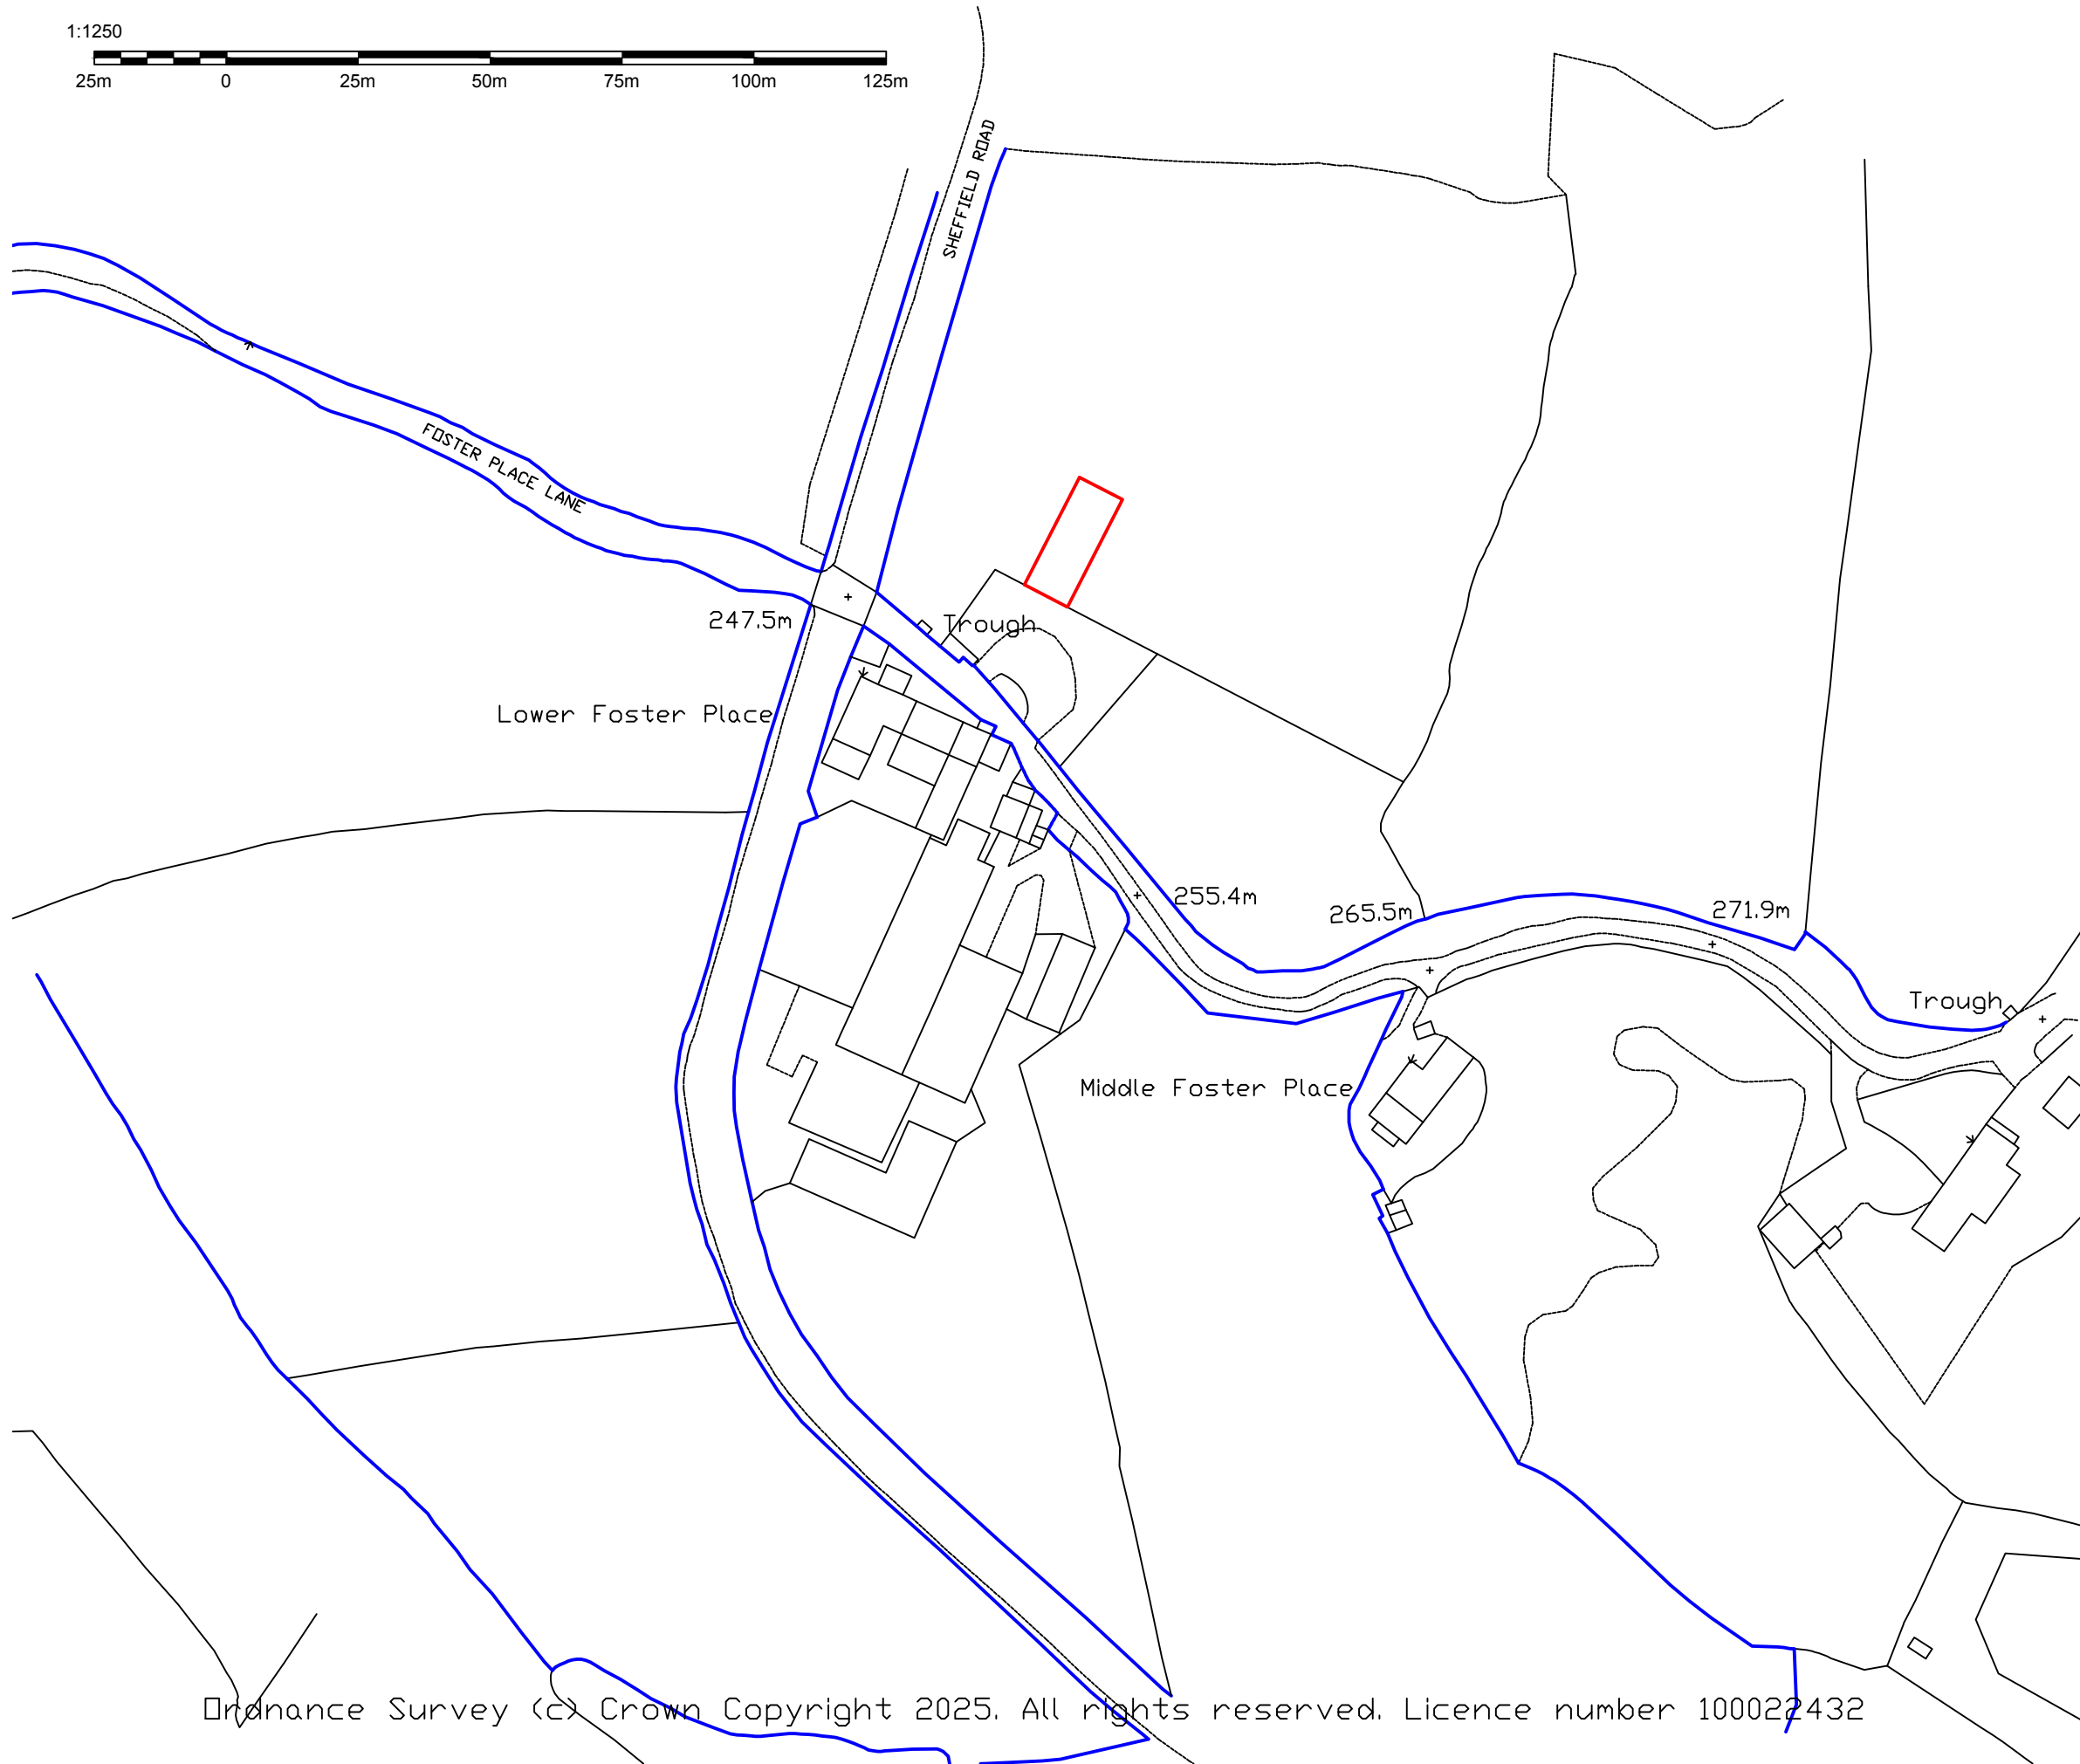 1:1250
25m 0 25m 50m 75m 100m 125m
SHEFFIELD ROAD
FOSTER PLACE LANE
247.5m
Trough
Lower Foster Place
255.4m
265.5m
271.9m
Trough
Middle Foster Place
Ordnance Survey (c) Crown Copyright 2025. All rights reserved. Licence number 100022432